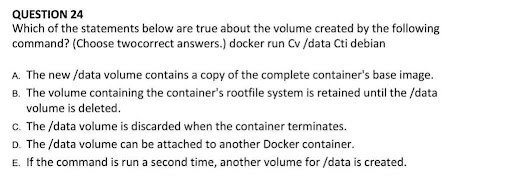 QUESTION 24
Which of the statements below are true about the volume created by the following
command? (Choose twocorrect answers.) docker run Cv /data Cti debian
A. The new /data volume contains a copy of the complete container's base image.
B. The volume containing the container's rootfile system is retained until the /data
volume is deleted.
C. The /data volume is discarded when the container terminates.
D. The /data volume can be attached to another Docker container.
E. If the command is run a second time, another volume for /data is created.